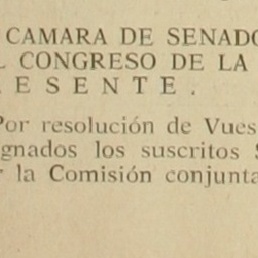 CAMARA DE SENADO
L CONGRESO DE LA
E S E N T E .
Por resolución de Vues
gnados los suscritos S
r la Comisión conjunta